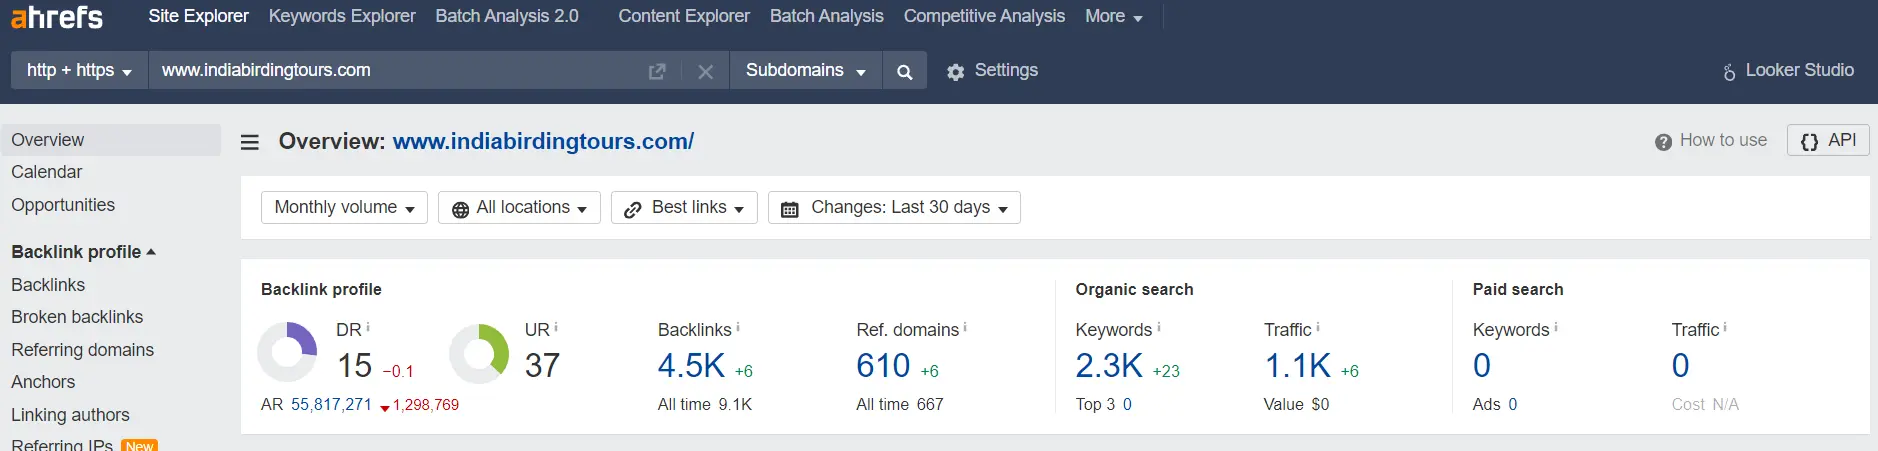 ahrefs Site Explorer Keywords Explorer Batch Analysis 2.0 Content Explorer Batch Analysis Competitive Analysis More
http + https www.indiabirdingtours.com Subdomains Settings Looker Studio
Overview
Calendar
Opportunities
Backlink profile
Backlinks
Broken backlinks
Referring domains
Anchors
Linking authors
Referring IPs New
Overview: www.indiabirdingtours.com/ How to use API
Monthly volume All locations Best links Changes: Last 30 days
Backlink profile
DR i
15 −0.1
AR 55,817,271 1,298,769
UR i
37
Backlinks i
4.5K +6
All time 9.1K
Ref. domains i
610 +6
All time 667
Organic search
Keywords i
2.3K +23
Top 3 0
Traffic i
1.1K +6
Value $0
Paid search
Keywords i
0
Ads 0
Traffic i
0
Cost N/A